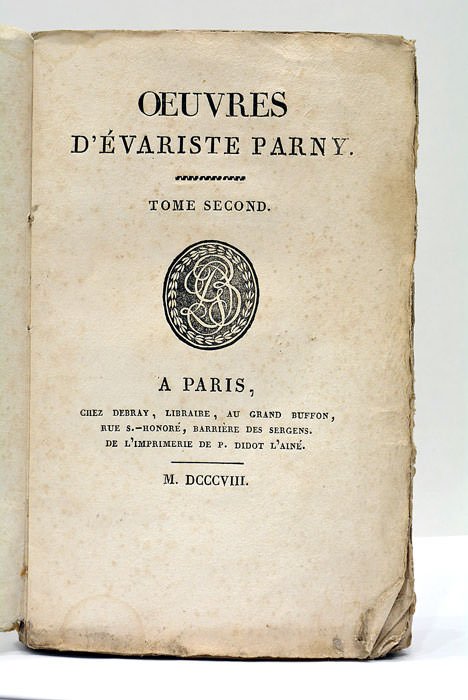 ŒUVRES
D'ÉVARISTE PARNY.
TOME SECOND.
A PARIS,
CHEZ DEBRAY, LIBRAIRE, AU GRAND BUFFON,
RUE S.-HONORÉ, BARRIÈRE DES SERGENS.
DE L'IMPRIMERIE DE P. DIDOT L'AINÉ.
M. DCCCVIII.